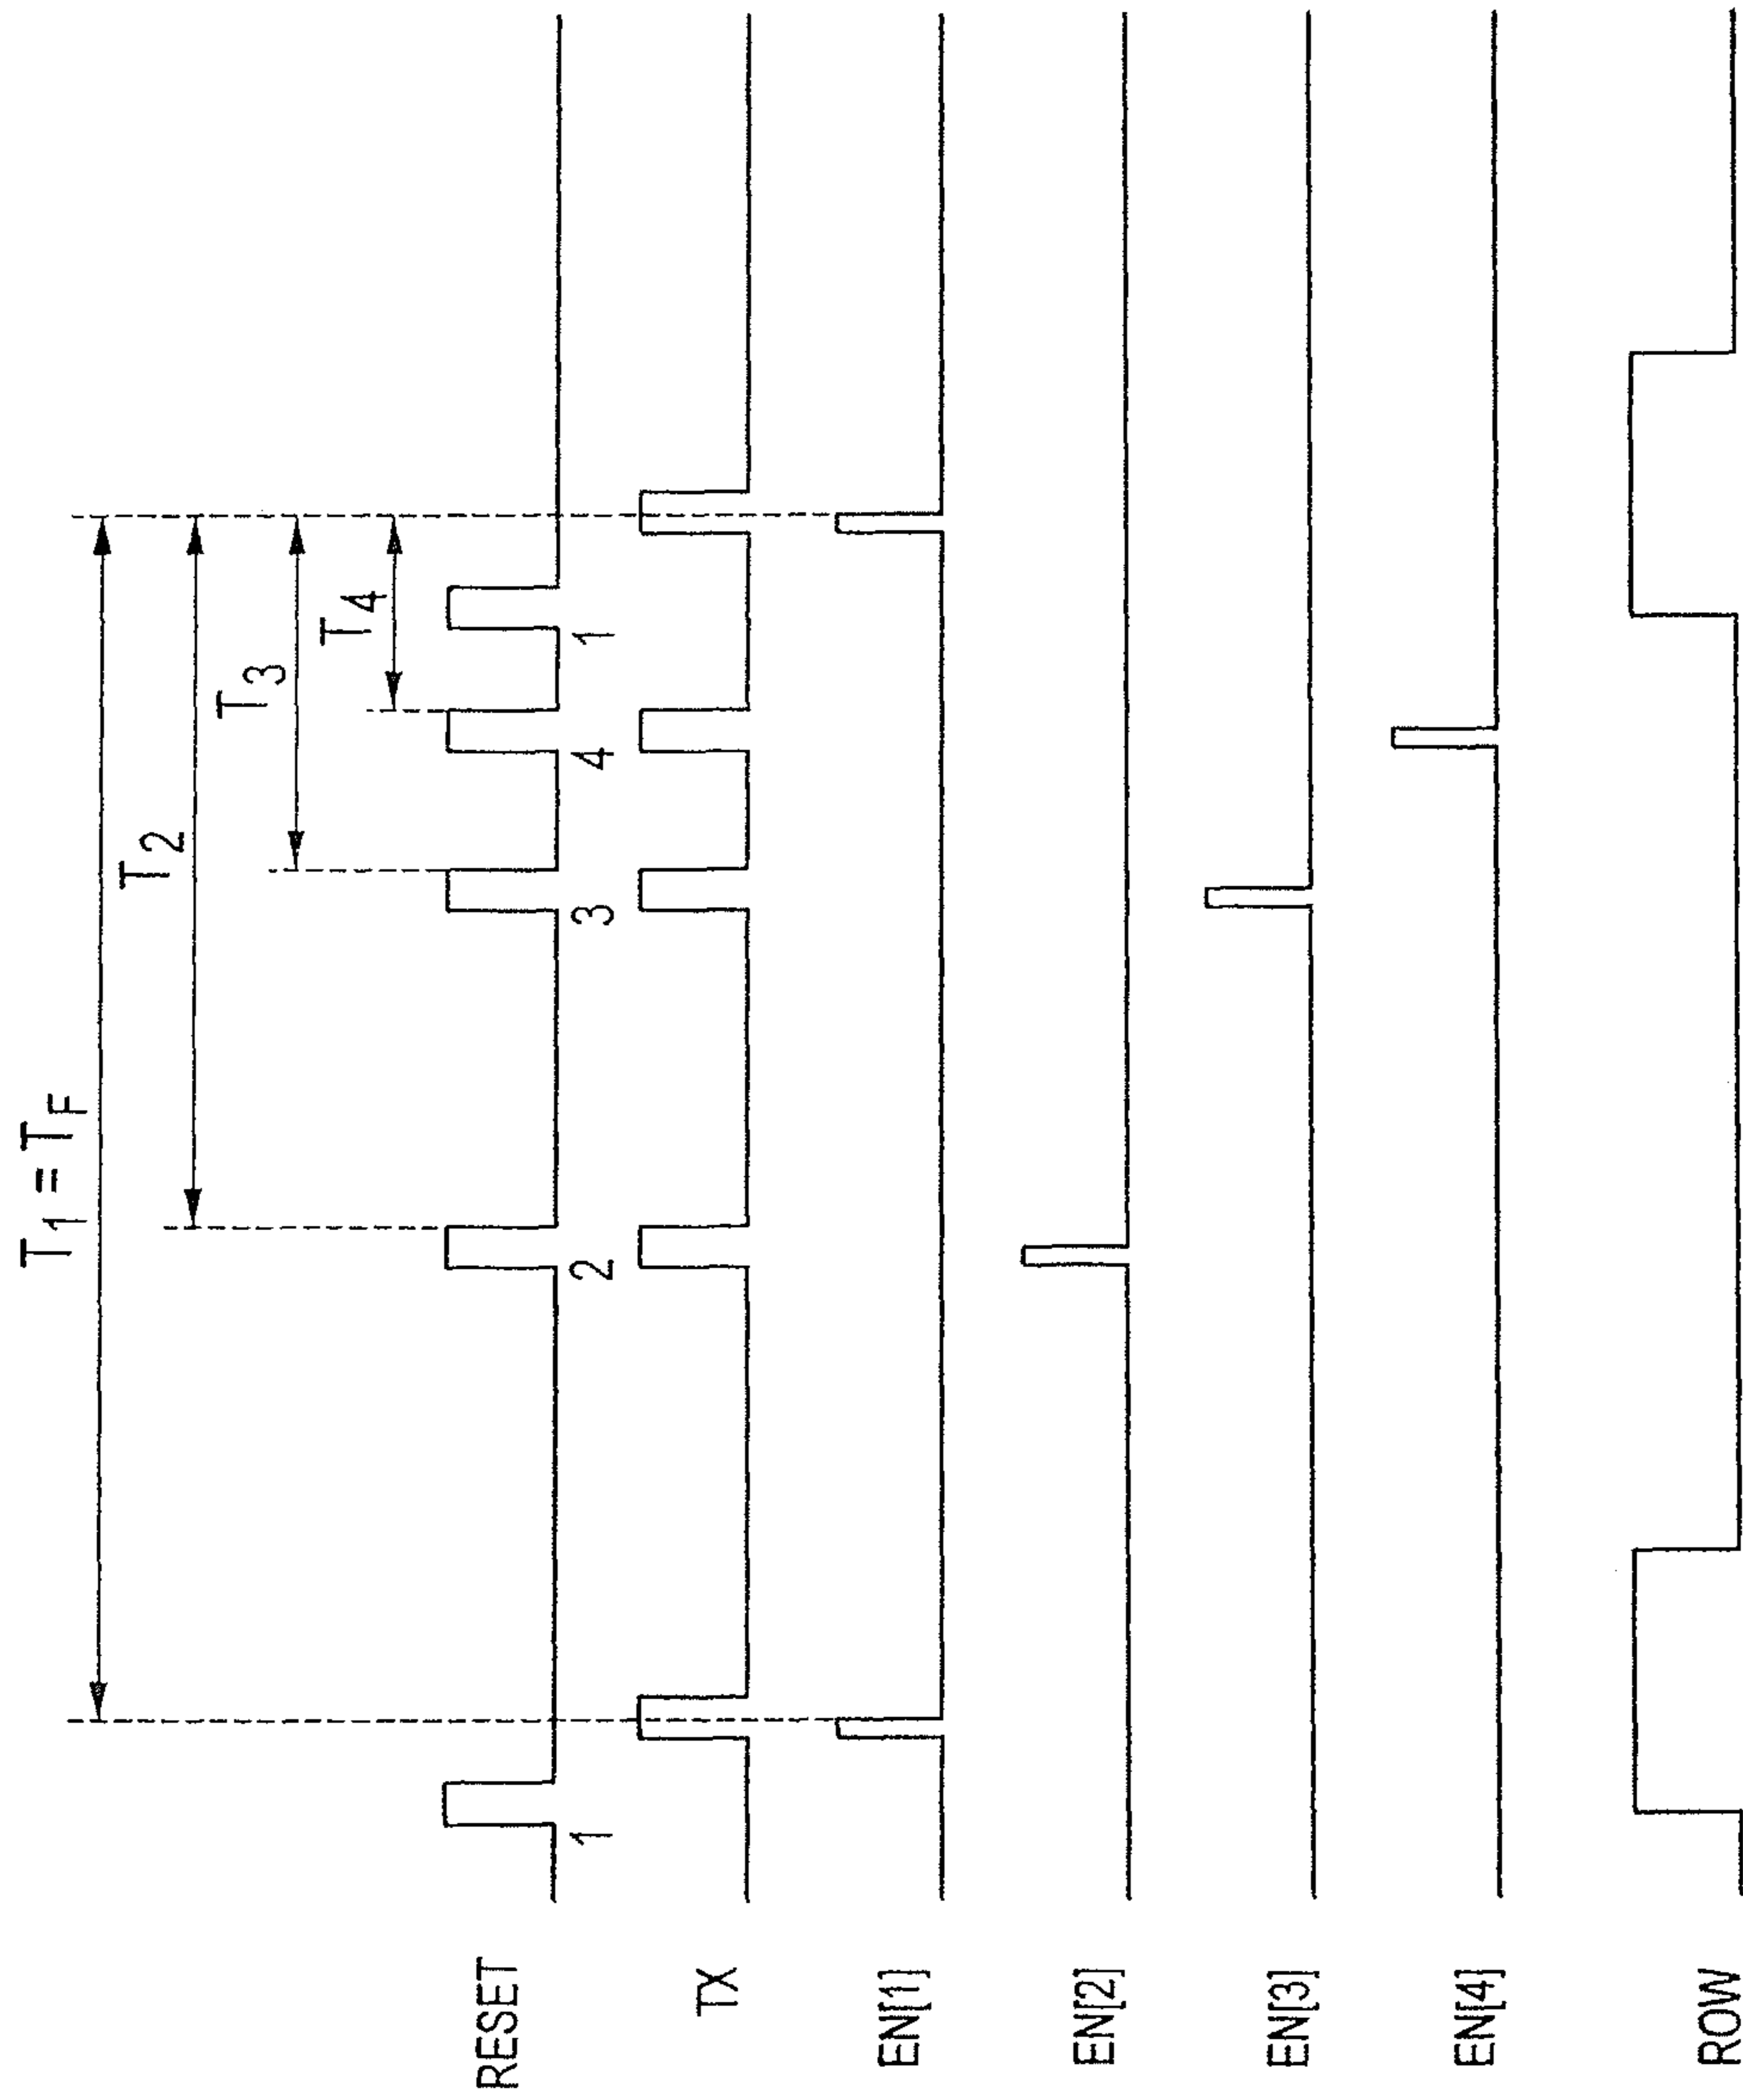 T1 = TF
T2
T3
T4
RESET
1 2 3 4 1
TX
EN[1]
EN[2]
EN[3]
EN[4]
ROW